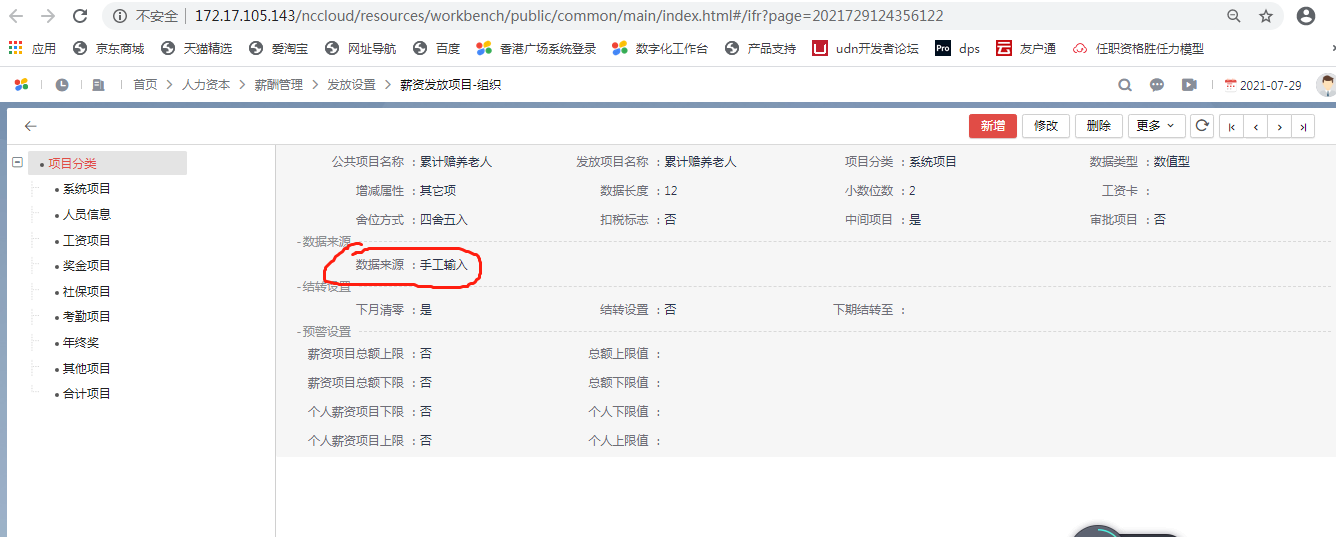 不安全 172.17.105.143/nccloud/resources/workbench/public/common/main/index.html#/ifr?page=2021729124356122
应用 京东商城 天猫精选 爱淘宝 网址导航 百度 香港广场系统登录 数字化工作台 产品支持 U udn开发者论坛 Pro dps 云 友户通 任职资格胜任力模型
首页 人力资本 薪酬管理 发放设置 薪资发放项目-组织 2021-07-29
新增 修改 删除 更多
项目分类
系统项目
人员信息
工资项目
奖金项目
社保项目
考勤项目
年终奖
其他项目
合计项目
公共项目名称 : 累计赡养老人 发放项目名称 : 累计赡养老人 项目分类 : 系统项目 数据类型 : 数值型
增减属性 : 其它项 数据长度 : 12 小数位数 : 2 工资卡 :
舍位方式 : 四舍五入 扣税标志 : 否 中间项目 : 是 审批项目 : 否
- 数据来源
数据来源 : 手工输入
- 结转设置
下月清零 : 是 结转设置 : 否 下期结转至 :
- 预警设置
薪资项目总额上限 : 否 总额上限值 :
薪资项目总额下限 : 否 总额下限值 :
个人薪资项目下限 : 否 个人下限值 :
个人薪资项目上限 : 否 个人上限值 :